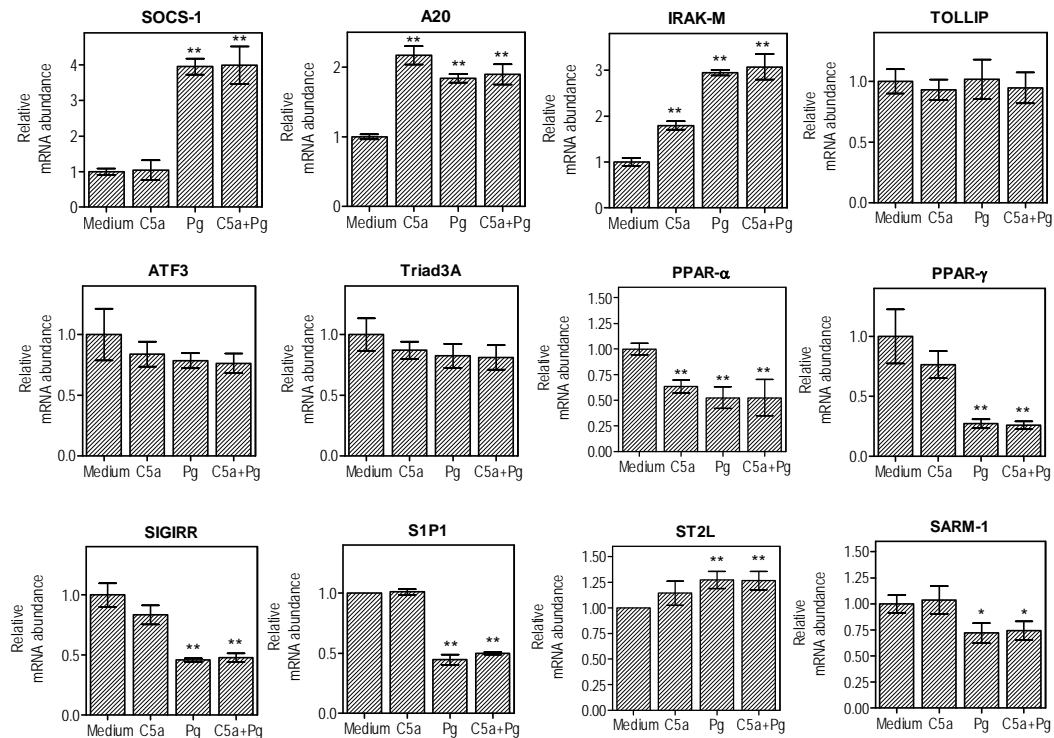 SOCS-1
Relative
mRNA abundance
4
3
2
1
0
**
**
Medium C5a Pg C5a+Pg
A20
Relative
mRNA abundance
2
1
0
**
**
**
Medium C5a Pg C5a+Pg
IRAK-M
Relative
mRNA abundance
3
2
1
0
**
**
**
Medium C5a Pg C5a+Pg
TOLLIP
Relative
mRNA abundance
1.0
0.5
0.0
Medium C5a Pg C5a+Pg
ATF3
Relative
mRNA abundance
1.0
0.5
0.0
Medium C5a Pg C5a+Pg
Triad3A
Relative
mRNA abundance
1.0
0.5
0.0
Medium C5a Pg C5a+Pg
PPAR-α
Relative
mRNA abundance
1.50
1.25
1.00
0.75
0.50
0.25
0.00
** ** **
Medium C5a Pg C5a+Pg
PPAR-γ
Relative
mRNA abundance
1.0
0.5
0.0
** **
Medium C5a Pg C5a+Pg
SIGIRR
Relative
mRNA abundance
1.0
0.5
0.0
** **
Medium C5a Pg C5a+Pg
S1P1
Relative
mRNA abundance
1.0
0.5
0.0
** **
Medium C5a Pg C5a+Pg
ST2L
Relative
mRNA abundance
1.50
1.25
1.00
0.75
0.50
0.25
0.00
** **
Medium C5a Pg C5a+Pg
SARM-1
Relative
mRNA abundance
1.50
1.25
1.00
0.75
0.50
0.25
0.00
* *
Medium C5a Pg C5a+Pg